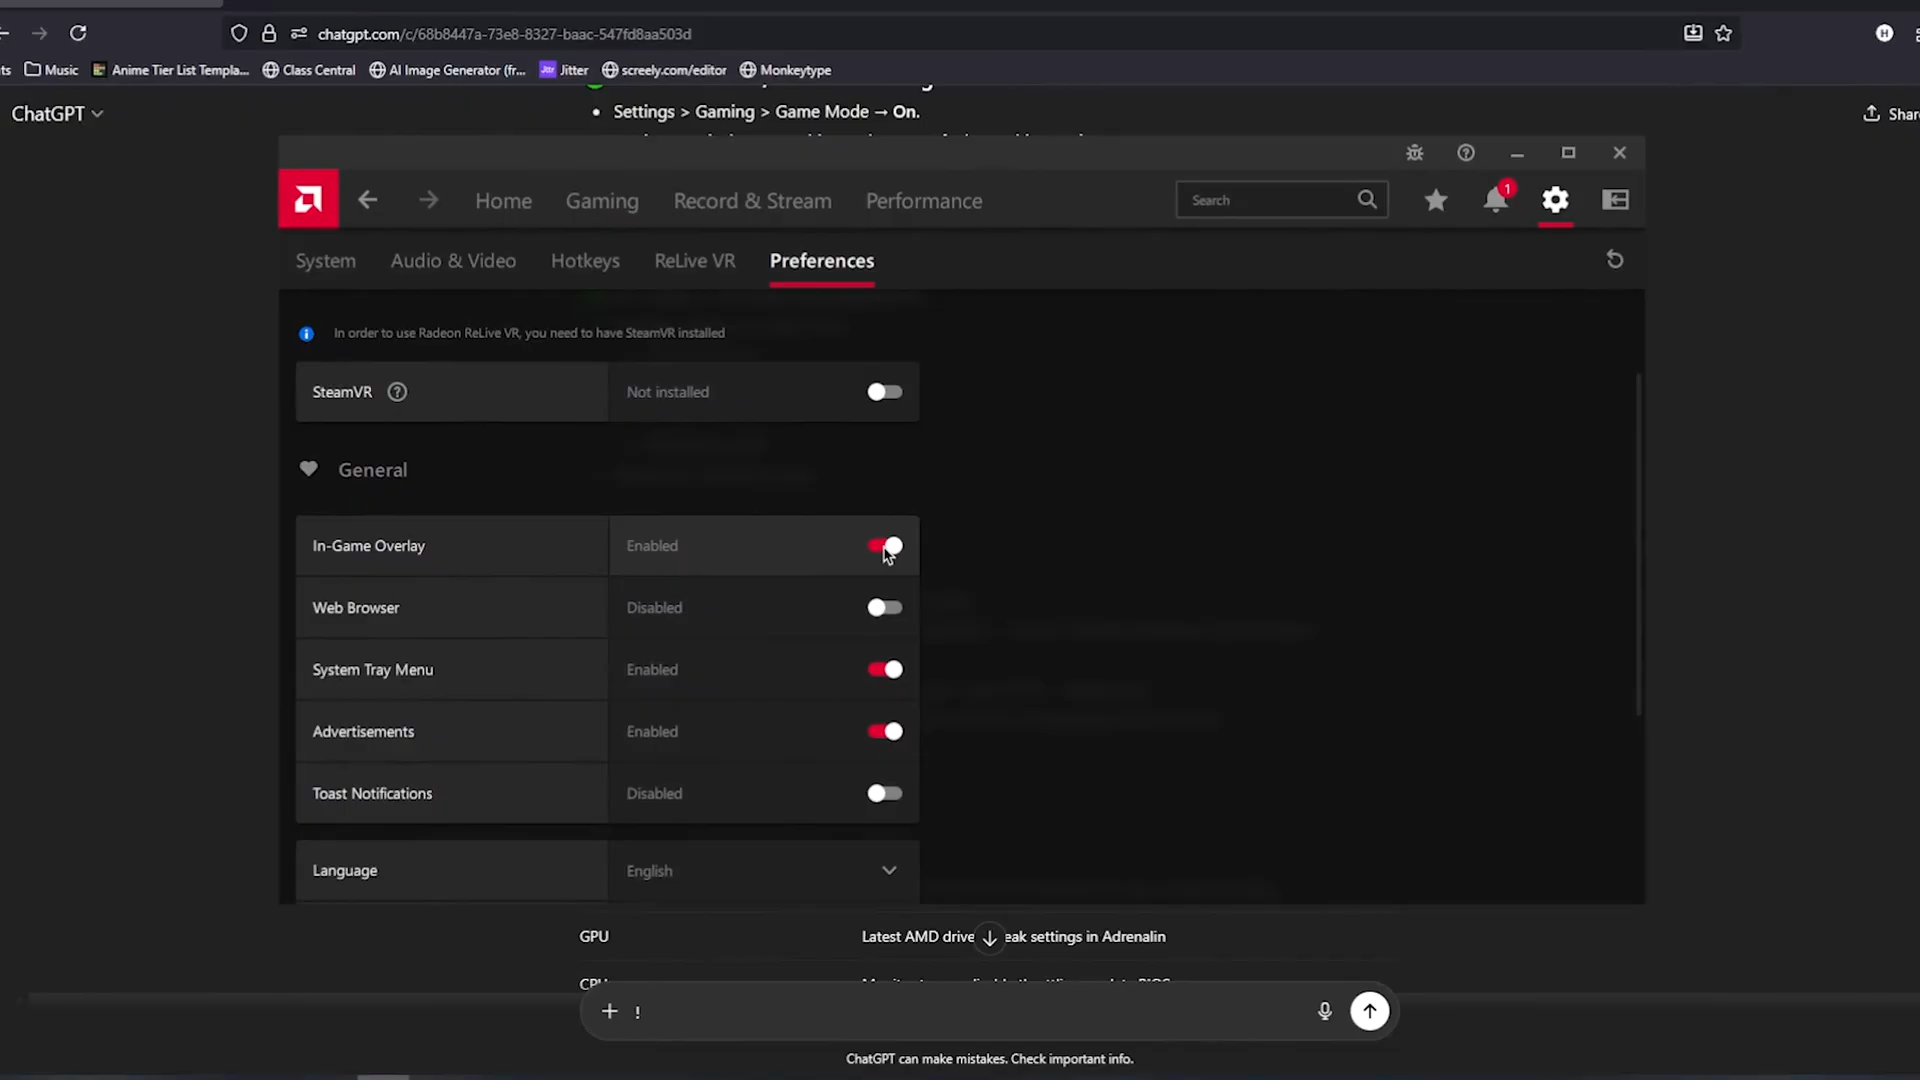 chatgpt.com/c/68b8447a-73e8-8327-baac-547fd8aa503d
Music
Anime Tier List Templa...
Class Central
AI Image Generator (fr...
Jitter
screely.com/editor
Monkeytype
H
ChatGPT
Share
• Settings > Gaming > Game Mode → On.
Home
Gaming
Record & Stream
Performance
Search
1
System
Audio & Video
Hotkeys
ReLive VR
Preferences
In order to use Radeon ReLive VR, you need to have SteamVR installed
SteamVR
Not installed
General
In-Game Overlay
Enabled
Web Browser
Disabled
System Tray Menu
Enabled
Advertisements
Enabled
Toast Notifications
Disabled
Language
English
GPU
Latest AMD drive eak settings in Adrenalin
!
ChatGPT can make mistakes. Check important info.